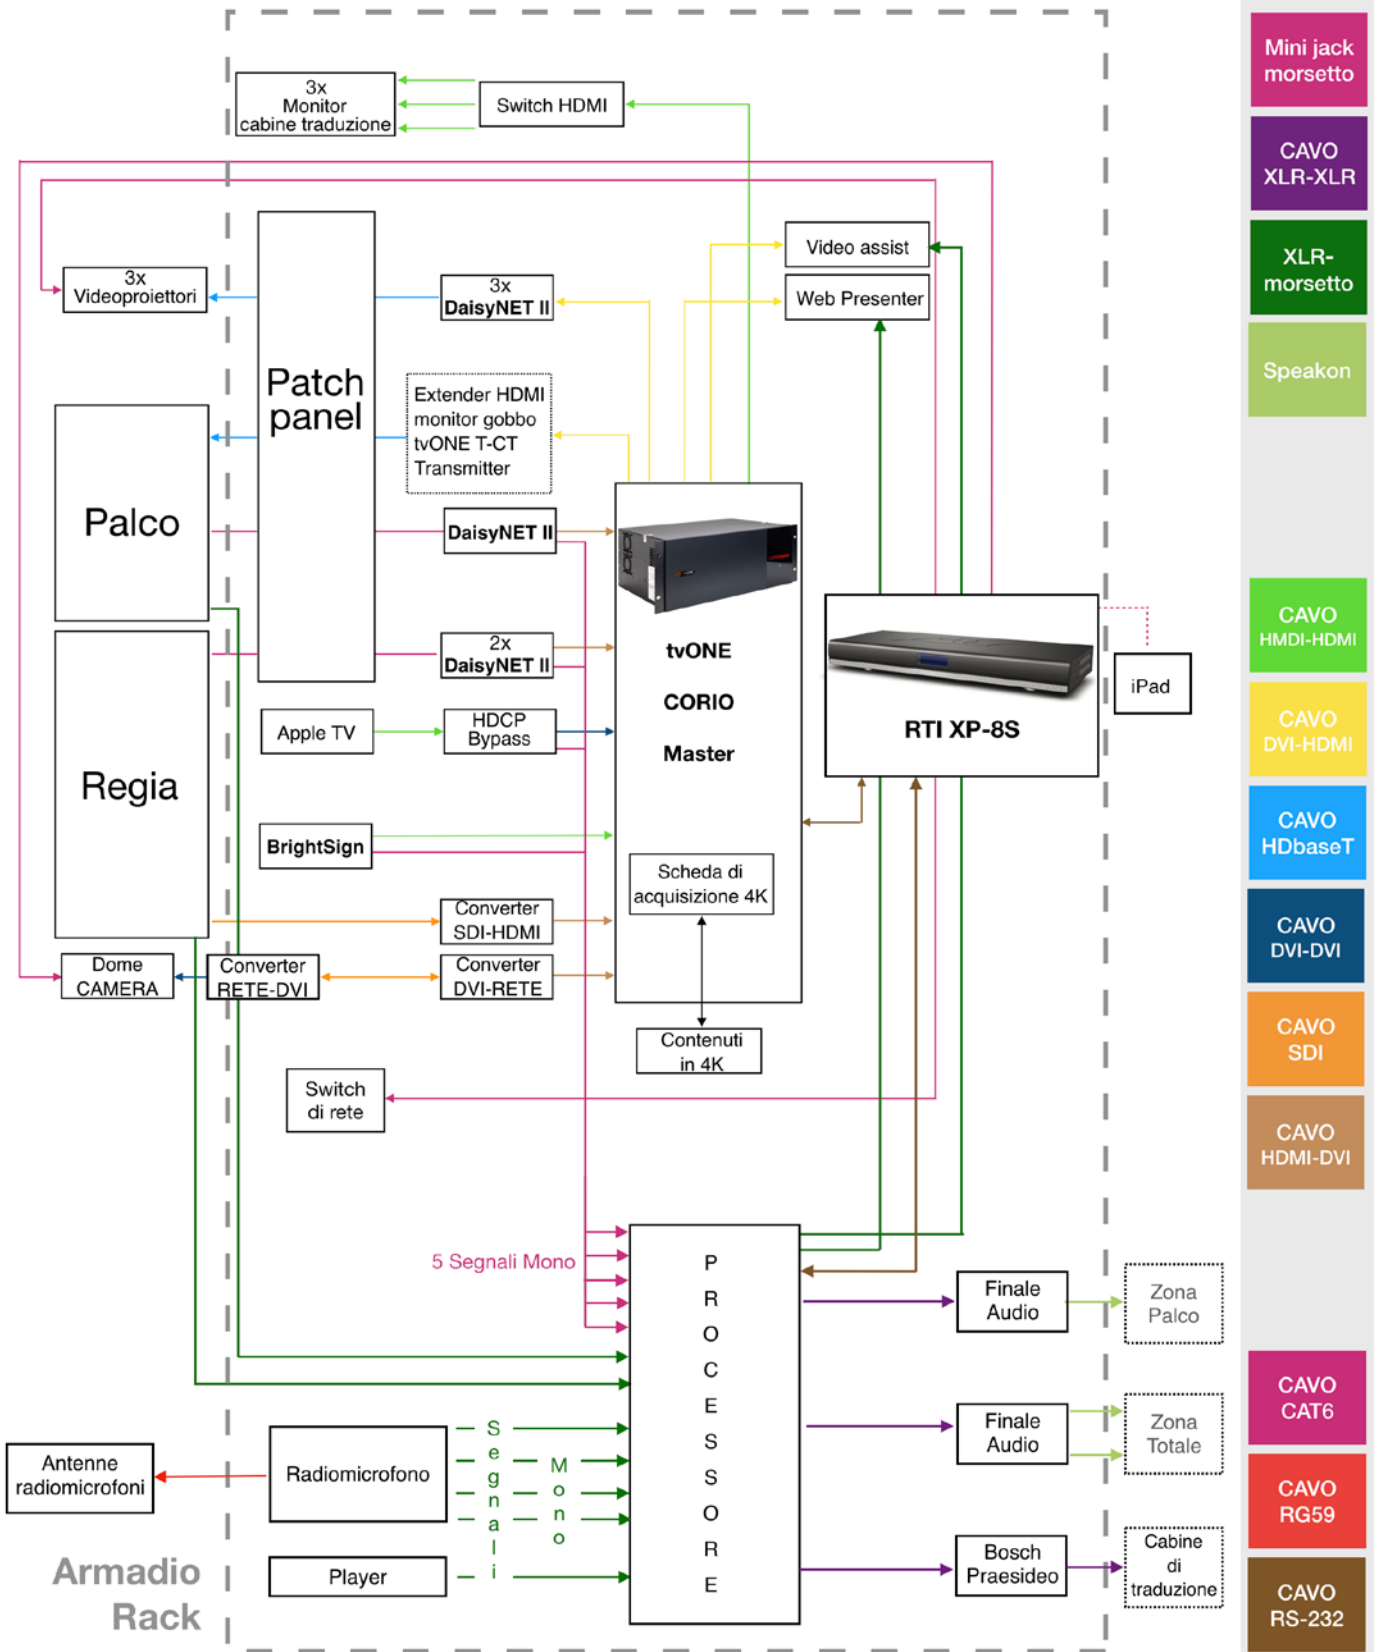 3x
Monitor
cabine traduzione
Switch HDMI
Video assist
Web Presenter
3x
Videoproiettori
3x
DaisyNET II
Patch
panel
Extender HDMI
monitor gobbo
tvONE T-CT
Transmitter
Palco
DaisyNET II
2x
DaisyNET II
Regia
Apple TV
HDCP
Bypass
BrightSign
tvONE
CORIO
Master
RTI XP-8S
iPad
Scheda di
acquisizione 4K
Converter
SDI-HDMI
Dome
CAMERA
Converter
RETE-DVI
Converter
DVI-RETE
Contenuti
in 4K
Switch
di rete
5 Segnali Mono
PROCESSORE
Finale
Audio
Zona
Palco
Finale
Audio
Zona
Totale
Antenne
radiomicrofoni
Radiomicrofono
Segnali
Mono
Player
Bosch
Praesideo
Cabine
di
traduzione
Armadio
Rack
Mini jack
morsetto
CAVO
XLR-XLR
XLR-
morsetto
Speakon
CAVO
HMDI-HDMI
CAVO
DVI-HDMI
CAVO
HDbaseT
CAVO
DVI-DVI
CAVO
SDI
CAVO
HDMI-DVI
CAVO
CAT6
CAVO
RG59
CAVO
RS-232